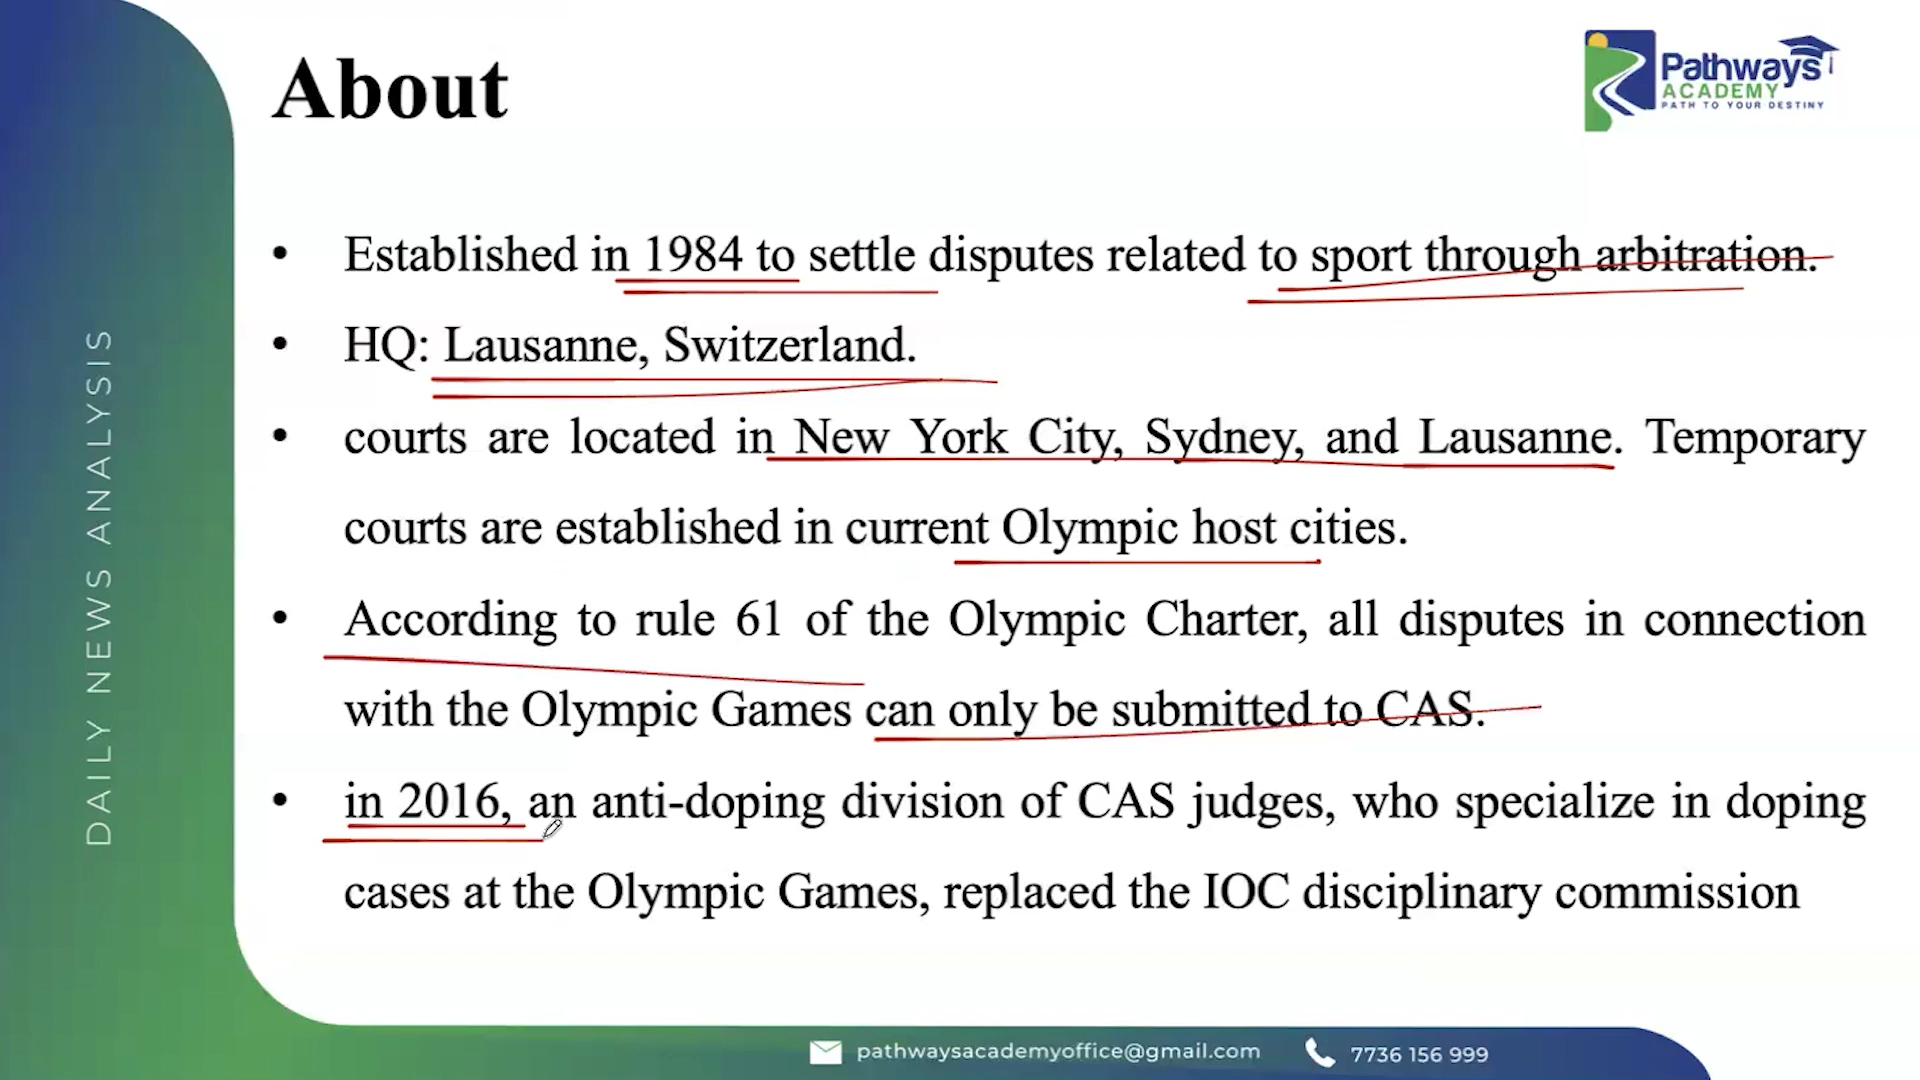 About
Pathways
ACADEMY
PATH TO YOUR DESTINY
• Established in 1984 to settle disputes related to sport through arbitration.
• HQ: Lausanne, Switzerland.
• courts are located in New York City, Sydney, and Lausanne. Temporary
courts are established in current Olympic host cities.
• According to rule 61 of the Olympic Charter, all disputes in connection
with the Olympic Games can only be submitted to CAS.
• in 2016, an anti-doping division of CAS judges, who specialize in doping
cases at the Olympic Games, replaced the IOC disciplinary commission
DAILY NEWS ANALYSIS
pathwaysacademyoffice@gmail.com
7736 156 999